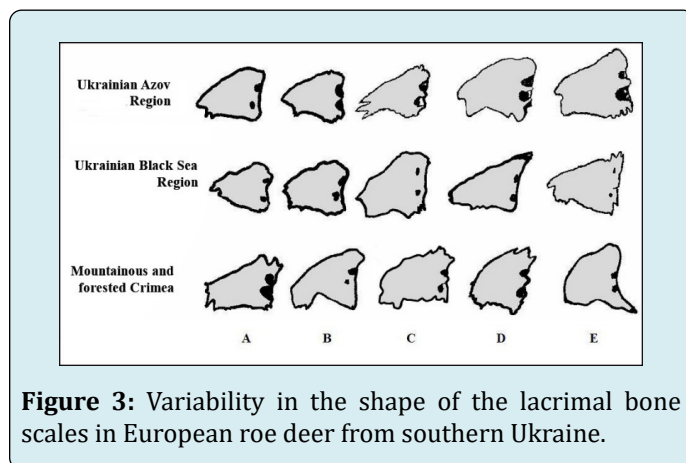 Ukrainian Azov
Region
Ukrainian Black Sea
Region
Mountainous and
forested Crimea
A B C D E
Figure 3: Variability in the shape of the lacrimal bone
scales in European roe deer from southern Ukraine.